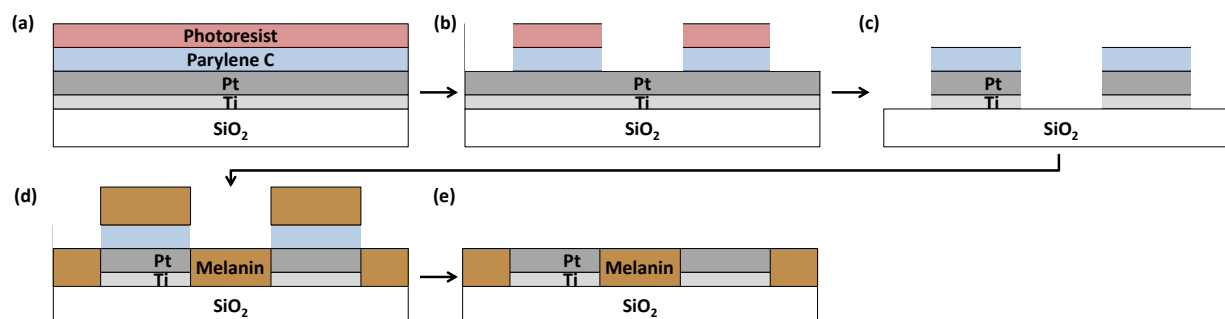 (a)
Photoresist
Parylene C
Pt
Ti
SiO₂
(b)
Pt
Ti
SiO₂
(c)
Pt
Ti
SiO₂
(d)
Pt
Melanin
Ti
SiO₂
(e)
Pt
Melanin
Ti
SiO₂